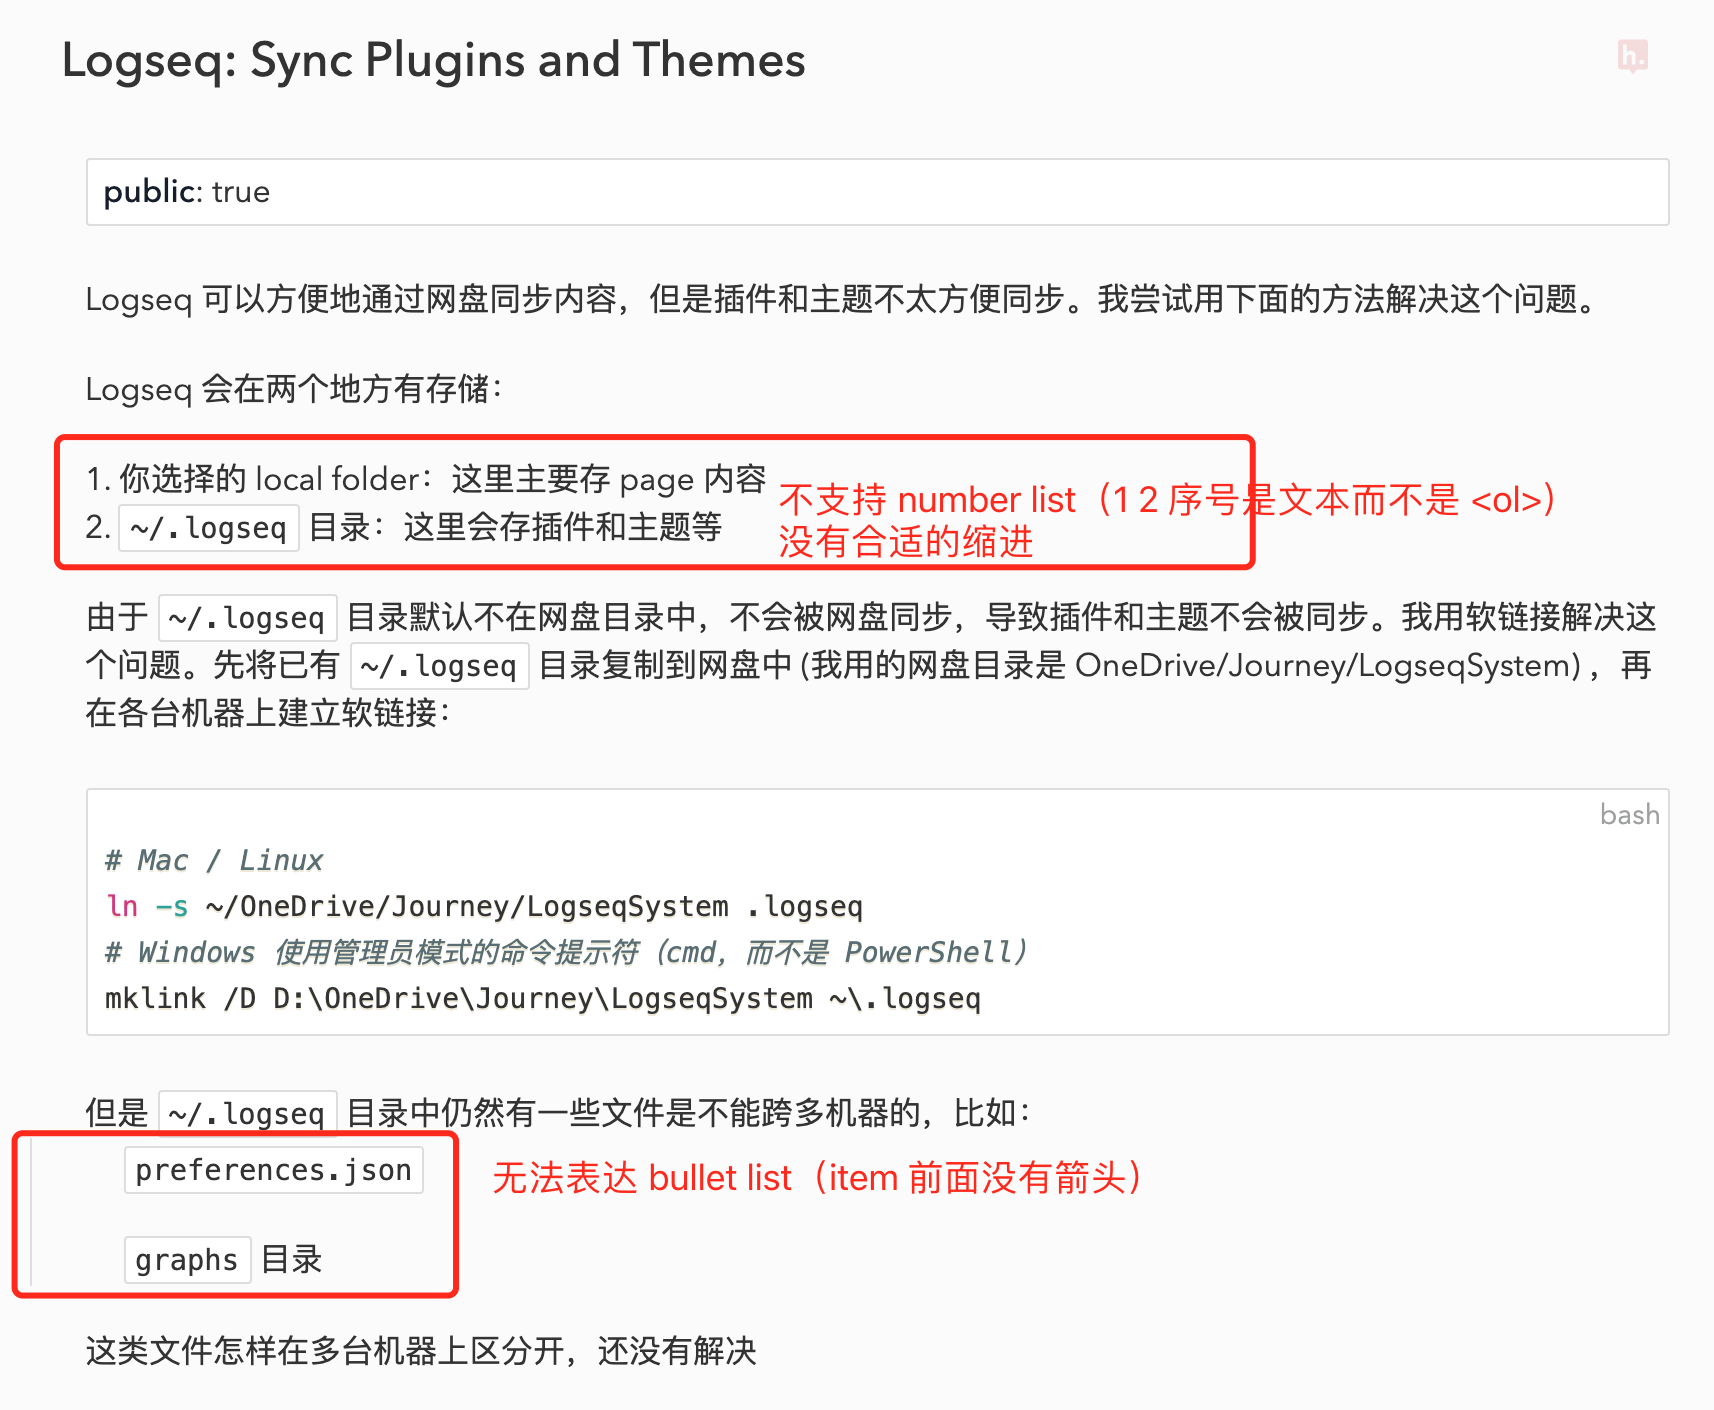 Logseq: Sync Plugins and Themes
h.
public: true
Logseq 可以方便地通过网盘同步内容，但是插件和主题不太方便同步。我尝试用下面的方法解决这个问题。
Logseq 会在两个地方有存储：
1. 你选择的 local folder：这里主要存 page 内容
2. ~/.logseq 目录：这里会存插件和主题等
不支持 number list（1 2 序号是文本而不是 <ol>）
没有合适的缩进
由于 ~/.logseq 目录默认不在网盘目录中，不会被网盘同步，导致插件和主题不会被同步。我用软链接解决这
个问题。先将已有 ~/.logseq 目录复制到网盘中 (我用的网盘目录是 OneDrive/Journey/LogseqSystem) ，再
在各台机器上建立软链接：
bash
# Mac / Linux
ln -s ~/OneDrive/Journey/LogseqSystem .logseq
# Windows 使用管理员模式的命令提示符（cmd，而不是 PowerShell）
mklink /D D:\OneDrive\Journey\LogseqSystem ~\.logseq
但是 ~/.logseq 目录中仍然有一些文件是不能跨多机器的，比如：
preferences.json
无法表达 bullet list（item 前面没有箭头）
graphs 目录
这类文件怎样在多台机器上区分开，还没有解决